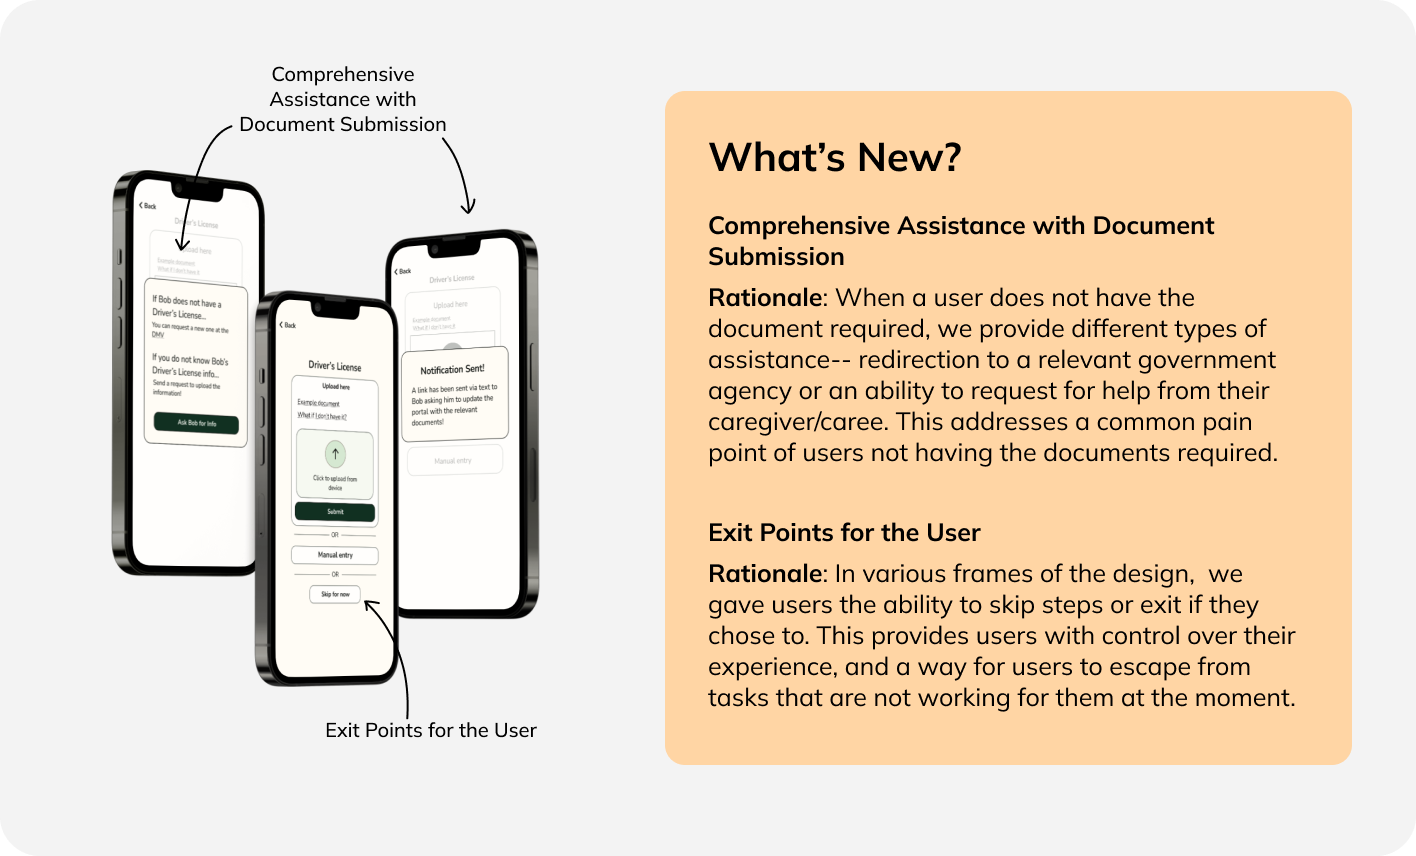 Comprehensive
Assistance with
Document Submission
Back
Driver's License
Upload here
Example document
What if I don't have it
If Bob does not have a
Driver's License...
You can request a new one at the
DMV
If you do not know Bob's
Driver's License info...
Send a request to upload the
information!
Ask Bob for Info
Back
Driver's License
Upload here
Example document
What if I don't have it?
Click to upload from
device
Submit
OR
Manual entry
OR
Skip for now
Back
Driver's License
Upload here
Example document
What if I don't have it
Notification Sent!
A link has been sent via text to
Bob asking him to update the
portal with the relevant
documents!
Manual entry
Exit Points for the User
What's New?
Comprehensive Assistance with Document
Submission
Rationale: When a user does not have the
document required, we provide different types of
assistance-- redirection to a relevant government
agency or an ability to request for help from their
caregiver/caree. This addresses a common pain
point of users not having the documents required.
Exit Points for the User
Rationale: In various frames of the design,  we
gave users the ability to skip steps or exit if they
chose to. This provides users with control over their
experience, and a way for users to escape from
tasks that are not working for them at the moment.